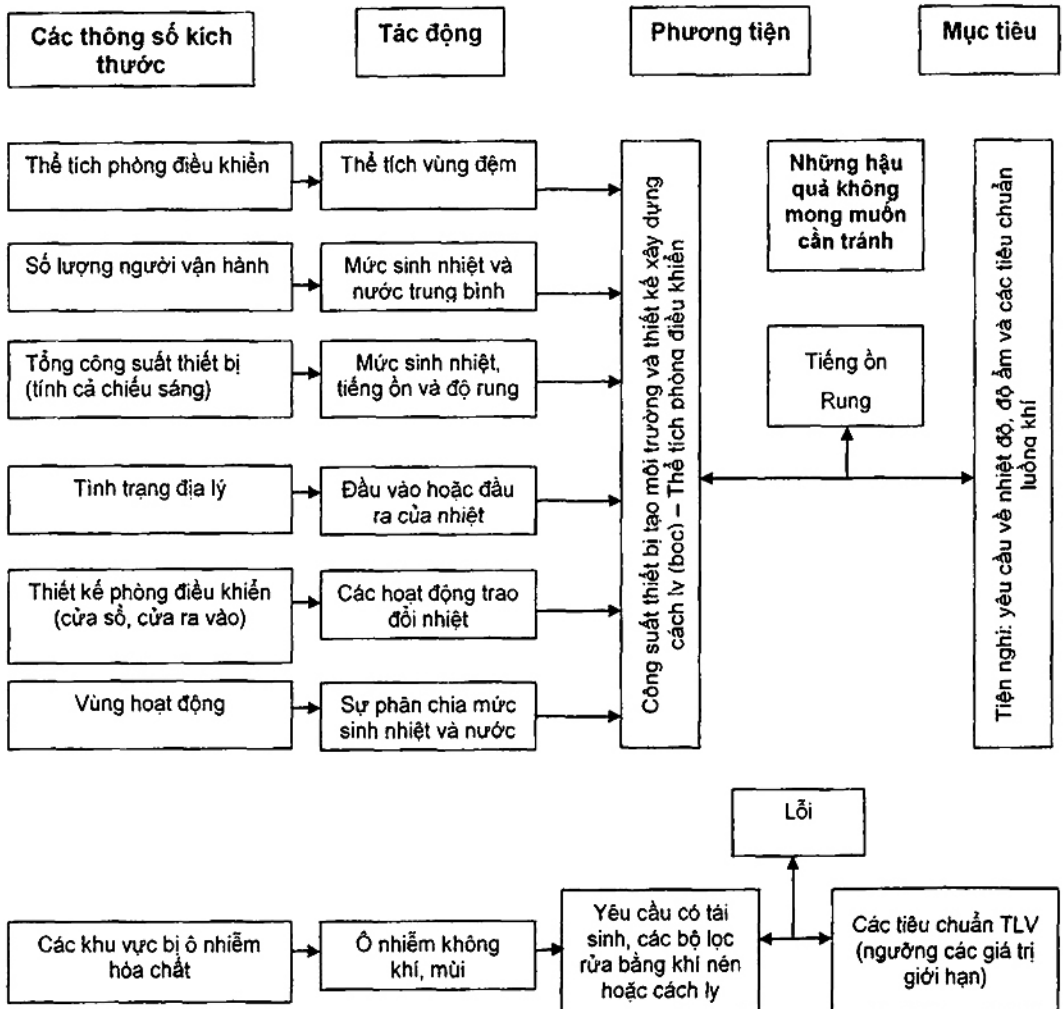 Các thông số kích
thước
Tác động
Phương tiện
Mục tiêu
Thể tích phòng điều khiển
Thể tích vùng đệm
Số lượng người vận hành
Mức sinh nhiệt và
nước trung bình
Tổng công suất thiết bị
(tính cả chiếu sáng)
Mức sinh nhiệt,
tiếng ồn và độ rung
Tình trạng địa lý
Đầu vào hoặc đầu
ra của nhiệt
Thiết kế phòng điều khiển
(cửa sổ, cửa ra vào)
Các hoạt động trao
đổi nhiệt
Vùng hoạt động
Sự phân chia mức
sinh nhiệt và nước
Công suất thiết bị tạo môi trường và thiết kế xây dựng
cách ly (bọc) – Thể tích phòng điều khiển
Những hậu
quả không
mong muốn
cần tránh
Tiếng ồn
Rung
Tiện nghi: yêu cầu về nhiệt độ, độ ẩm và các tiêu chuẩn
luồng khí
Lỗi
Các khu vực bị ô nhiễm
hóa chất
Ô nhiễm không
khí, mùi
Yêu cầu có tái
sinh, các bộ lọc
rửa bằng khí nén
hoặc cách ly
Các tiêu chuẩn TLV
(ngưỡng các giá trị
giới hạn)